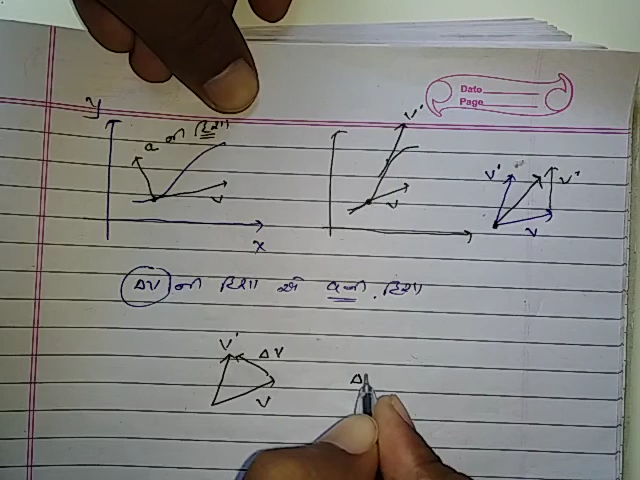 Date
Page
y
a ની દિશા
v
x
v'
v
v'
v'
v
Δv ની દિશા એ a ની દિશા
v'
Δv
v
Δ